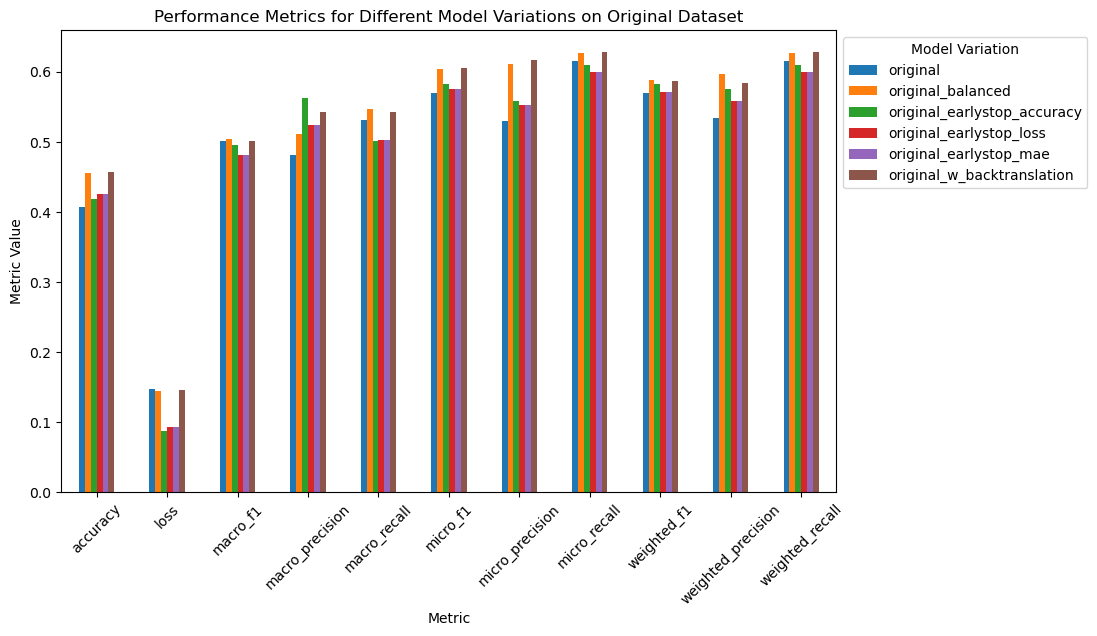 Performance Metrics for Different Model Variations on Original Dataset
Metric Value
0.6
0.5
0.4
0.3
0.2
0.1
0.0
accuracy
loss
macro_f1
macro_precision
macro_recall
micro_f1
micro_precision
micro_recall
weighted_f1
weighted_precision
weighted_recall
Metric
Model Variation
original
original_balanced
original_earlystop_accuracy
original_earlystop_loss
original_earlystop_mae
original_w_backtranslation